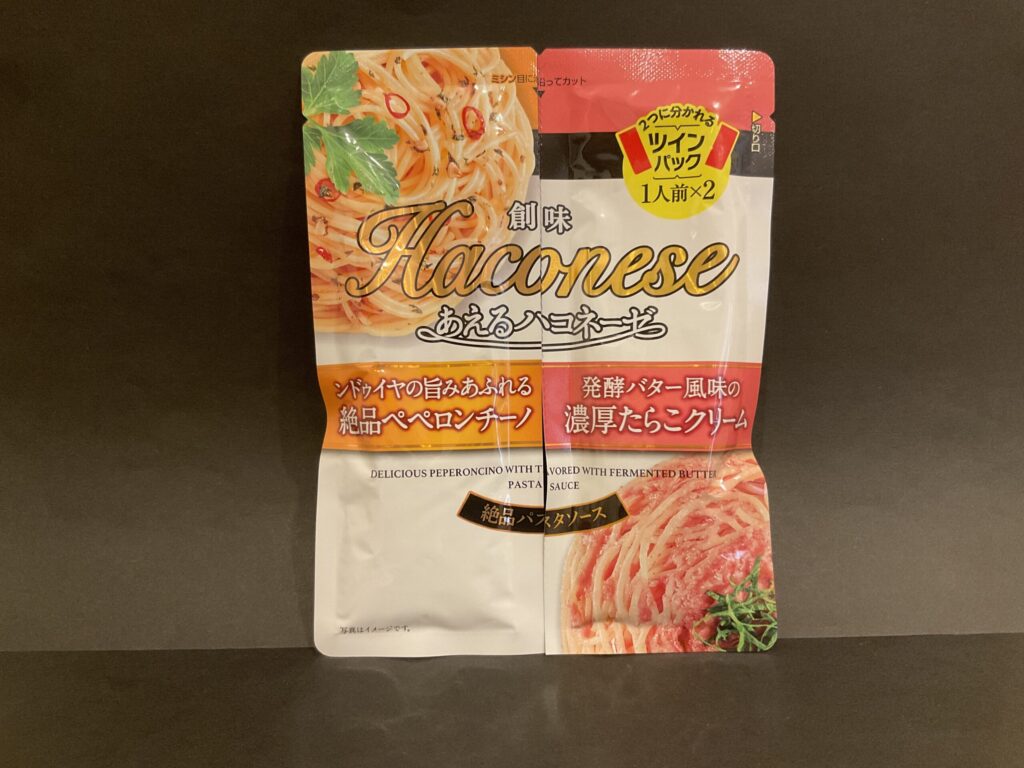 ミシン目に沿ってカット
切り口
2つに分かれる
ツイン
パック
1人前×2
創味
Haconese
あえるハコネーゼ
ンドゥイヤの旨みあふれる
絶品ペペロンチーノ
発酵バター風味の
濃厚たらこクリーム
DELICIOUS PEPERONCINO WITH T AVORED WITH FERMENTED BUTTER
PASTA SAUCE
絶品パスタソース
写真はイメージです。